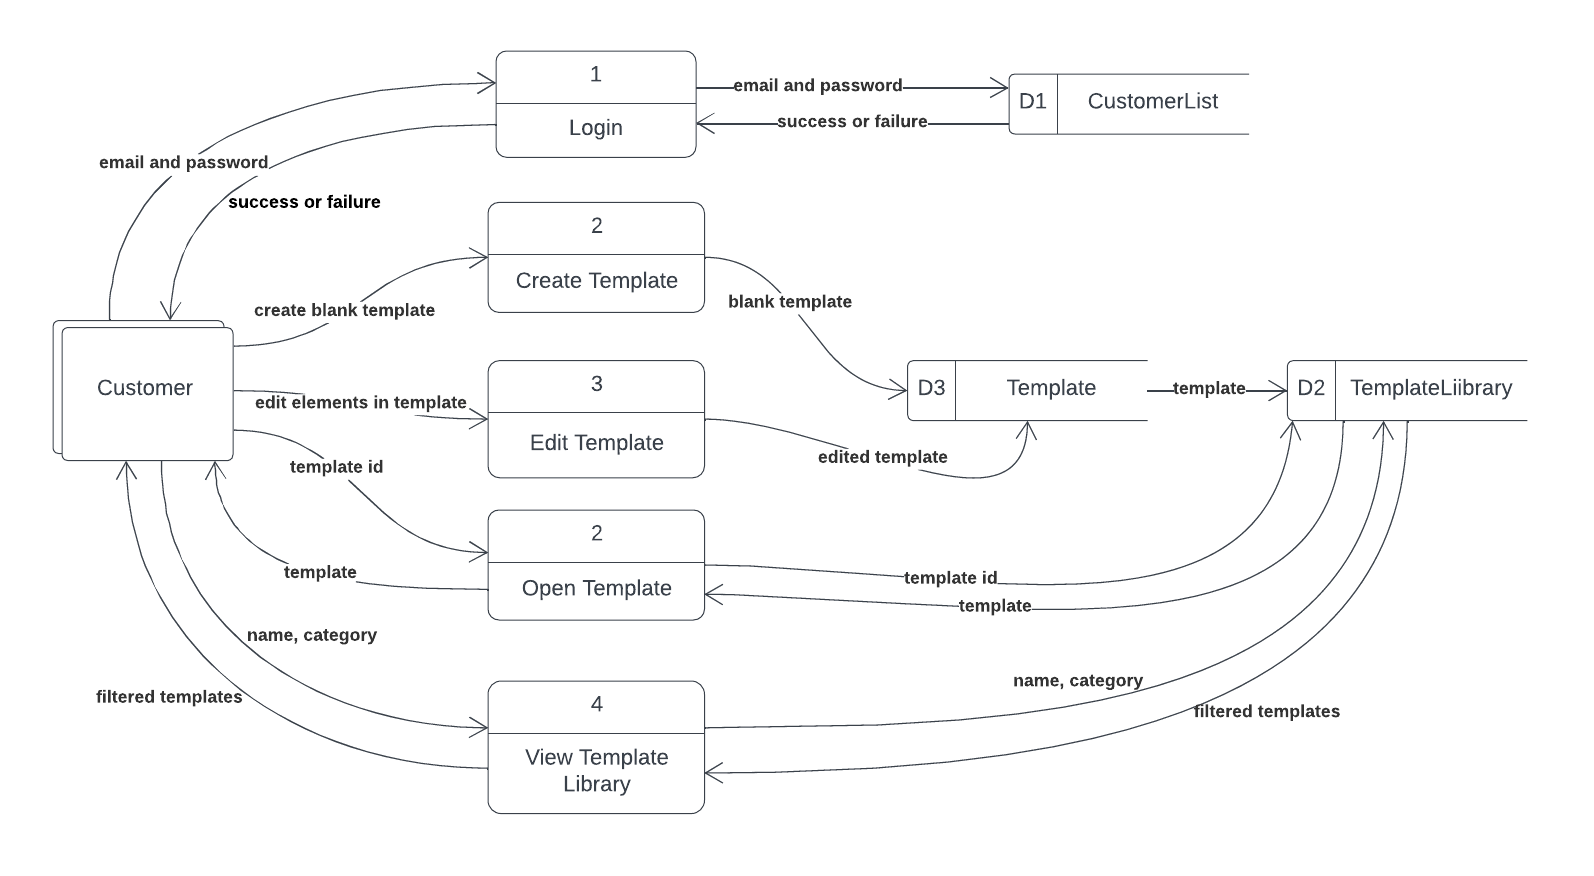 1
Login
email and password
success or failure
D1
CustomerList
email and password
success or failure
2
Create Template
create blank template
blank template
Customer
3
Edit Template
edit elements in template
edited template
D3
Template
template
D2
TemplateLiibrary
template id
2
Open Template
template
template id
template
name, category
filtered templates
4
View Template
Library
name, category
filtered templates